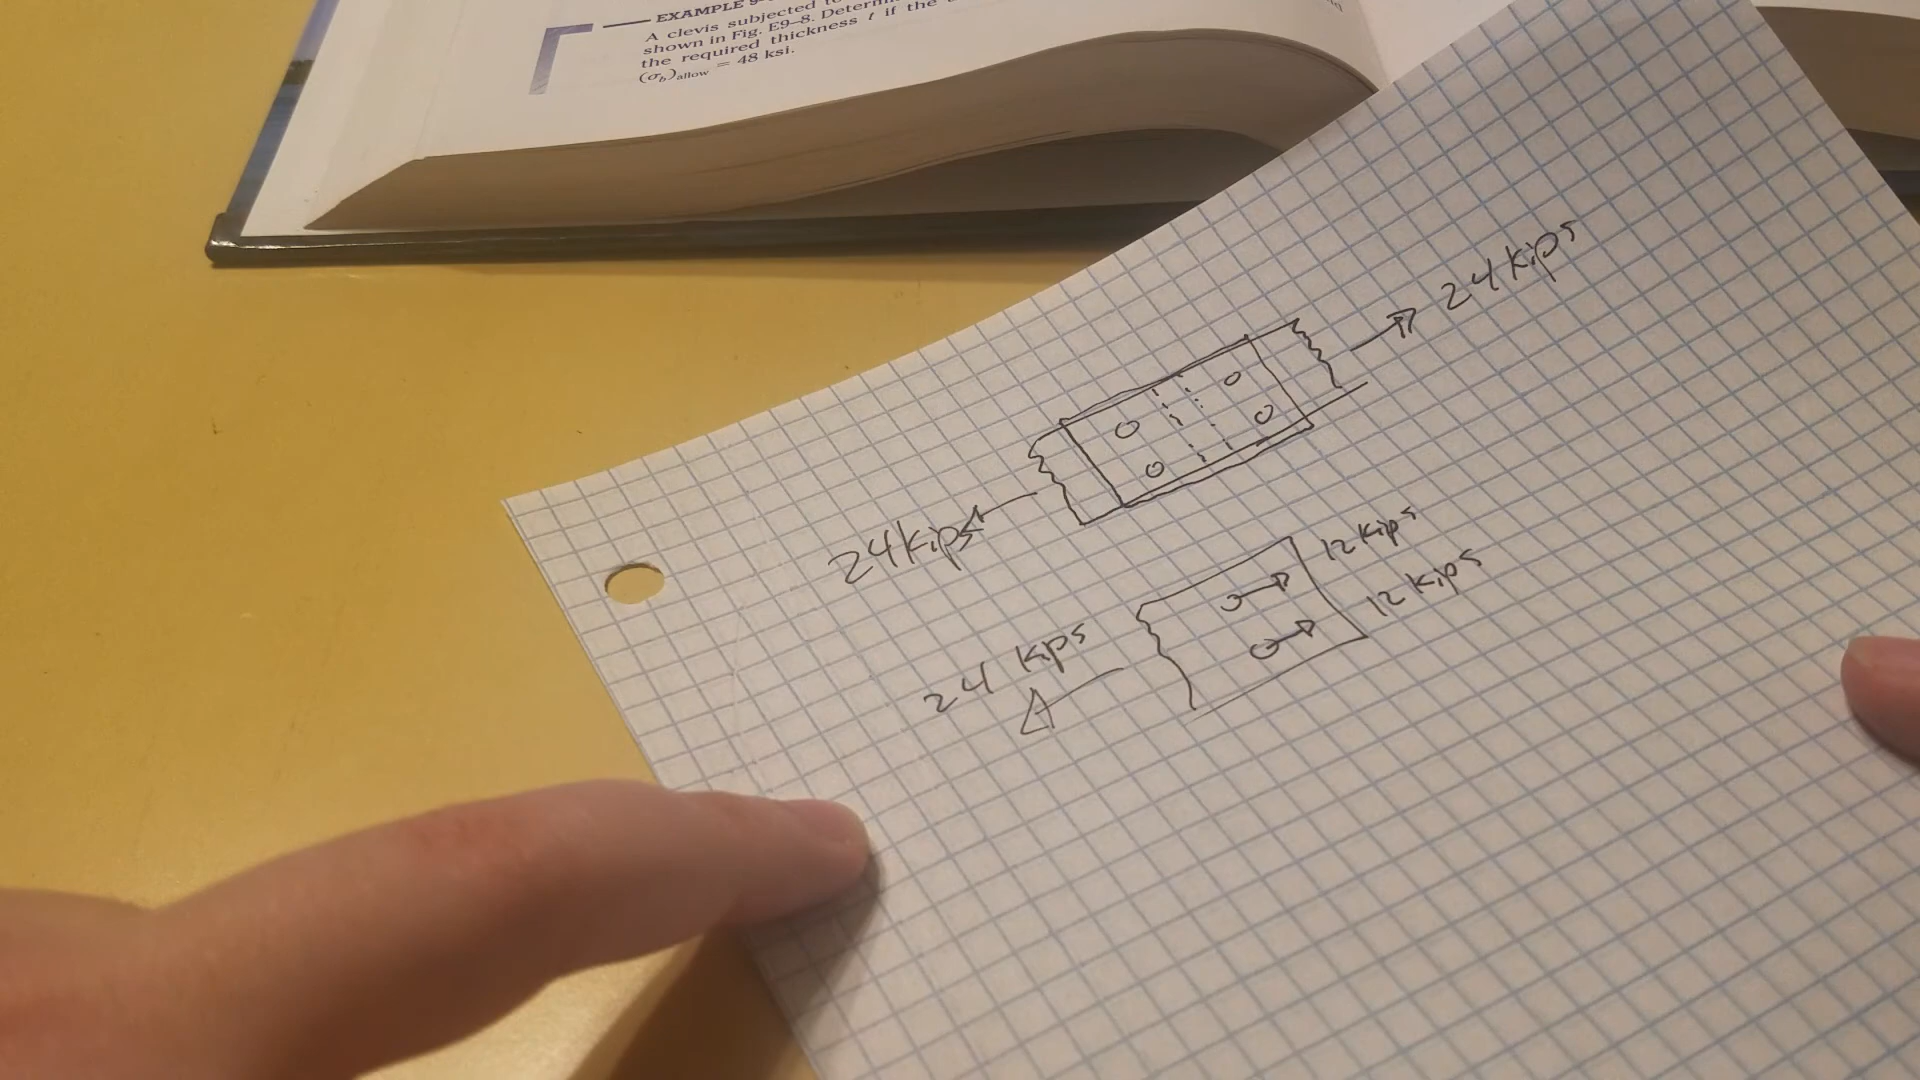 EXAMPLE
A clevis subjected
shown in Fig. E9–8.
the required thickness t if the
(σb)allow = 48 ksi.
24 kips
24 kips
12 kips
12 kips
24 kips